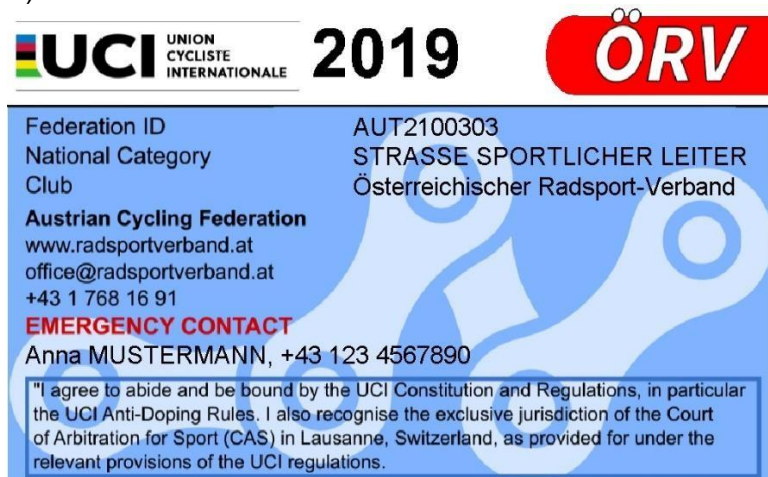 UCI UNION
CYCLISTE
INTERNATIONALE
2019
ÖRV
Federation ID AUT2100303
National Category STRASSE SPORTLICHER LEITER
Club Österreichischer Radsport-Verband
Austrian Cycling Federation
www.radsportverband.at
office@radsportverband.at
+43 1 768 16 91
EMERGENCY CONTACT
Anna MUSTERMANN, +43 123 4567890
"I agree to abide and be bound by the UCI Constitution and Regulations, in particular
the UCI Anti-Doping Rules. I also recognise the exclusive jurisdiction of the Court
of Arbitration for Sport (CAS) in Lausanne, Switzerland, as provided for under the
relevant provisions of the UCI regulations.